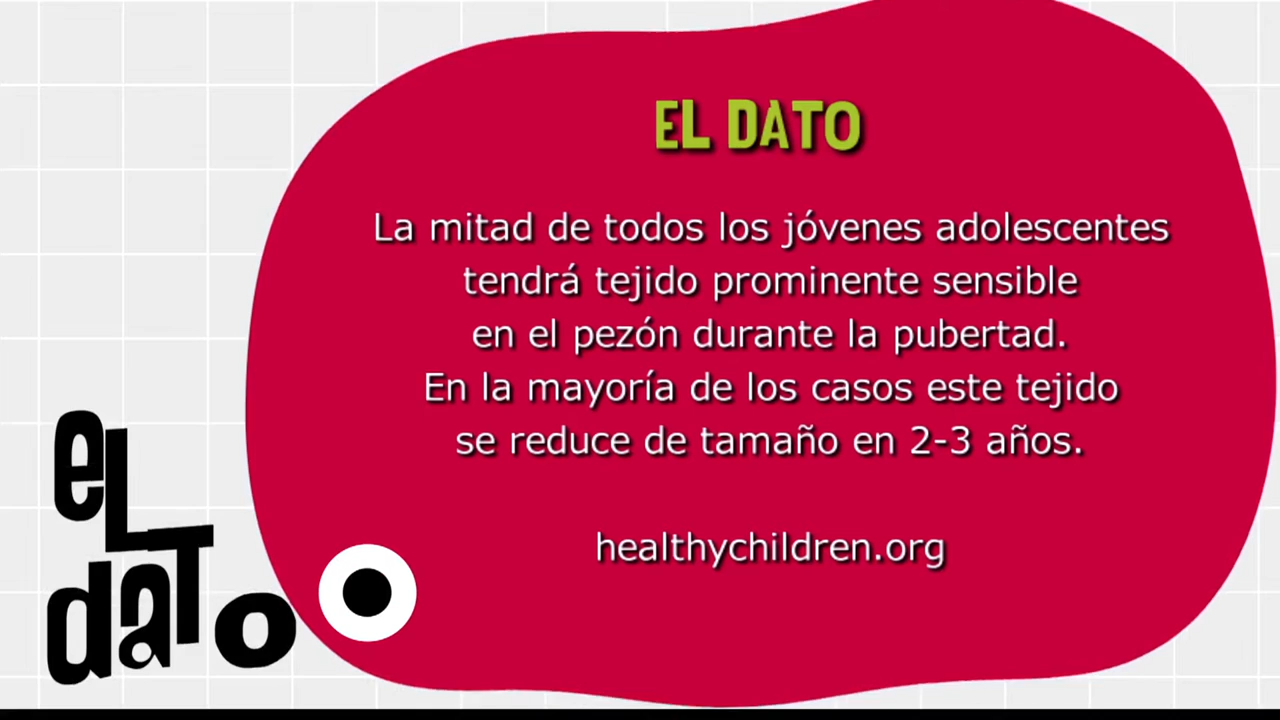 EL DATO
La mitad de todos los jóvenes adolescentes
tendrá tejido prominente sensible
en el pezón durante la pubertad.
En la mayoría de los casos este tejido
se reduce de tamaño en 2-3 años.
healthychildren.org
eL
daTo